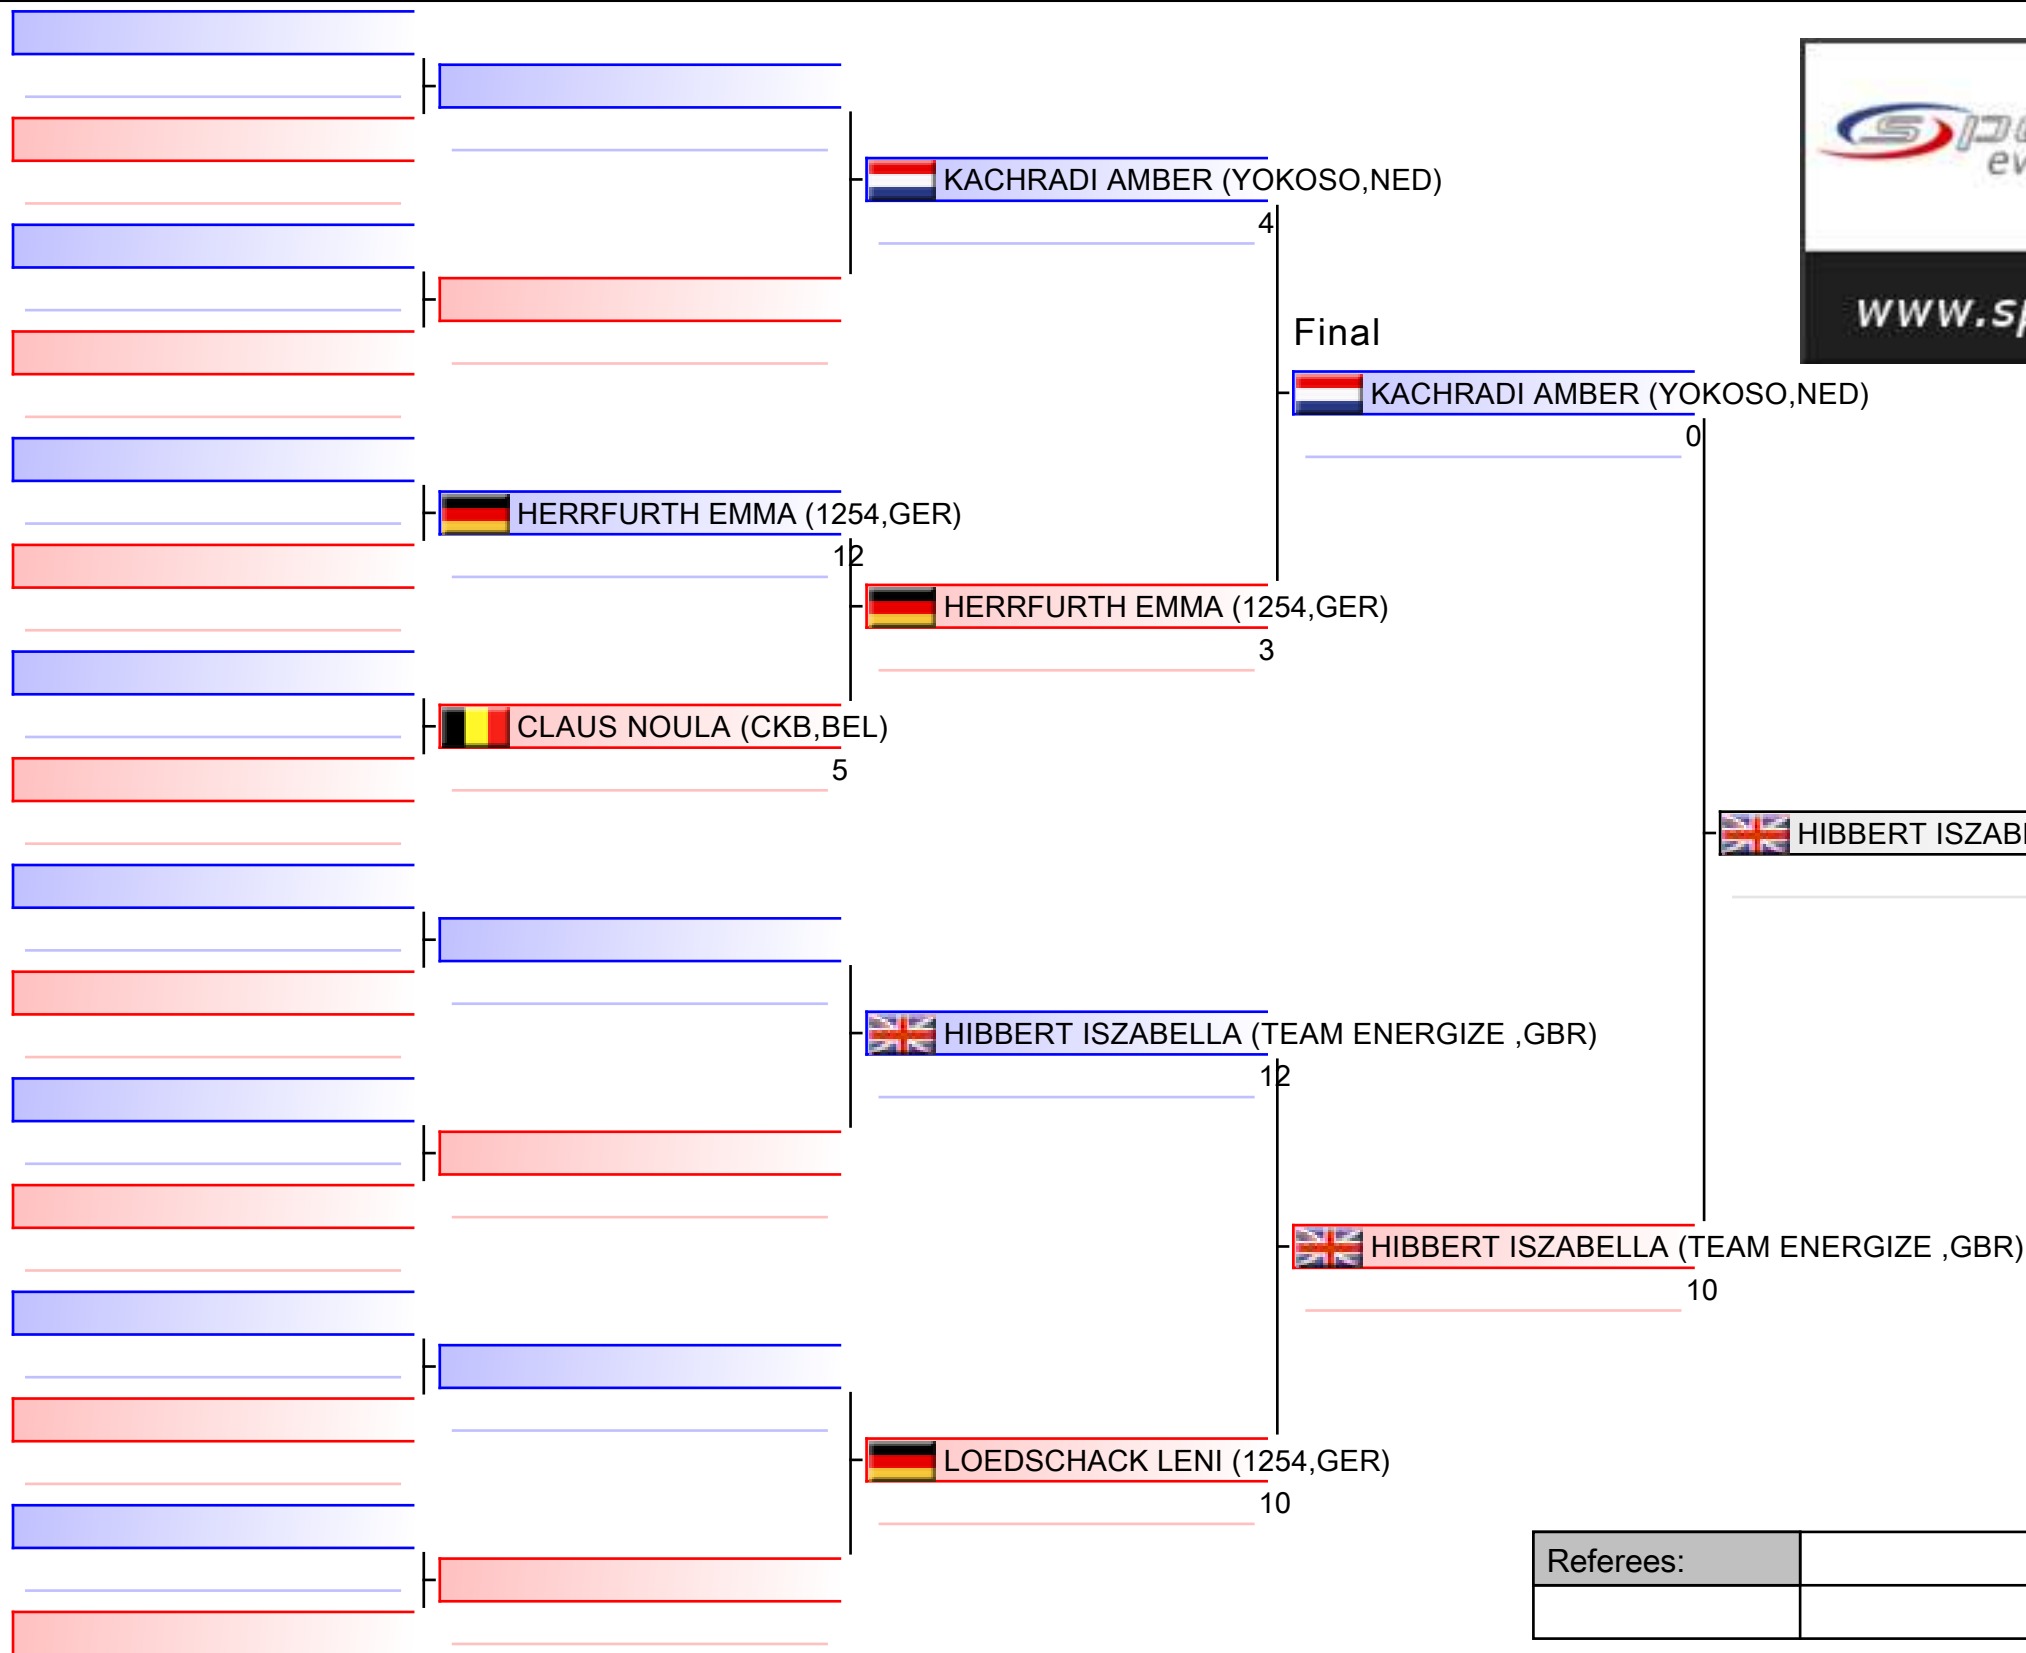 KACHRADI AMBER (YOKOSO,NED)
4
Final
KACHRADI AMBER (YOKOSO,NED)
0
HERRFURTH EMMA (1254,GER)
12
HERRFURTH EMMA (1254,GER)
3
CLAUS NOULA (CKB,BEL)
5
HIBBERT ISZAB
HIBBERT ISZABELLA (TEAM ENERGIZE ,GBR)
12
HIBBERT ISZABELLA (TEAM ENERGIZE ,GBR)
10
LOEDSCHACK LENI (1254,GER)
10
Referees:
www.sp